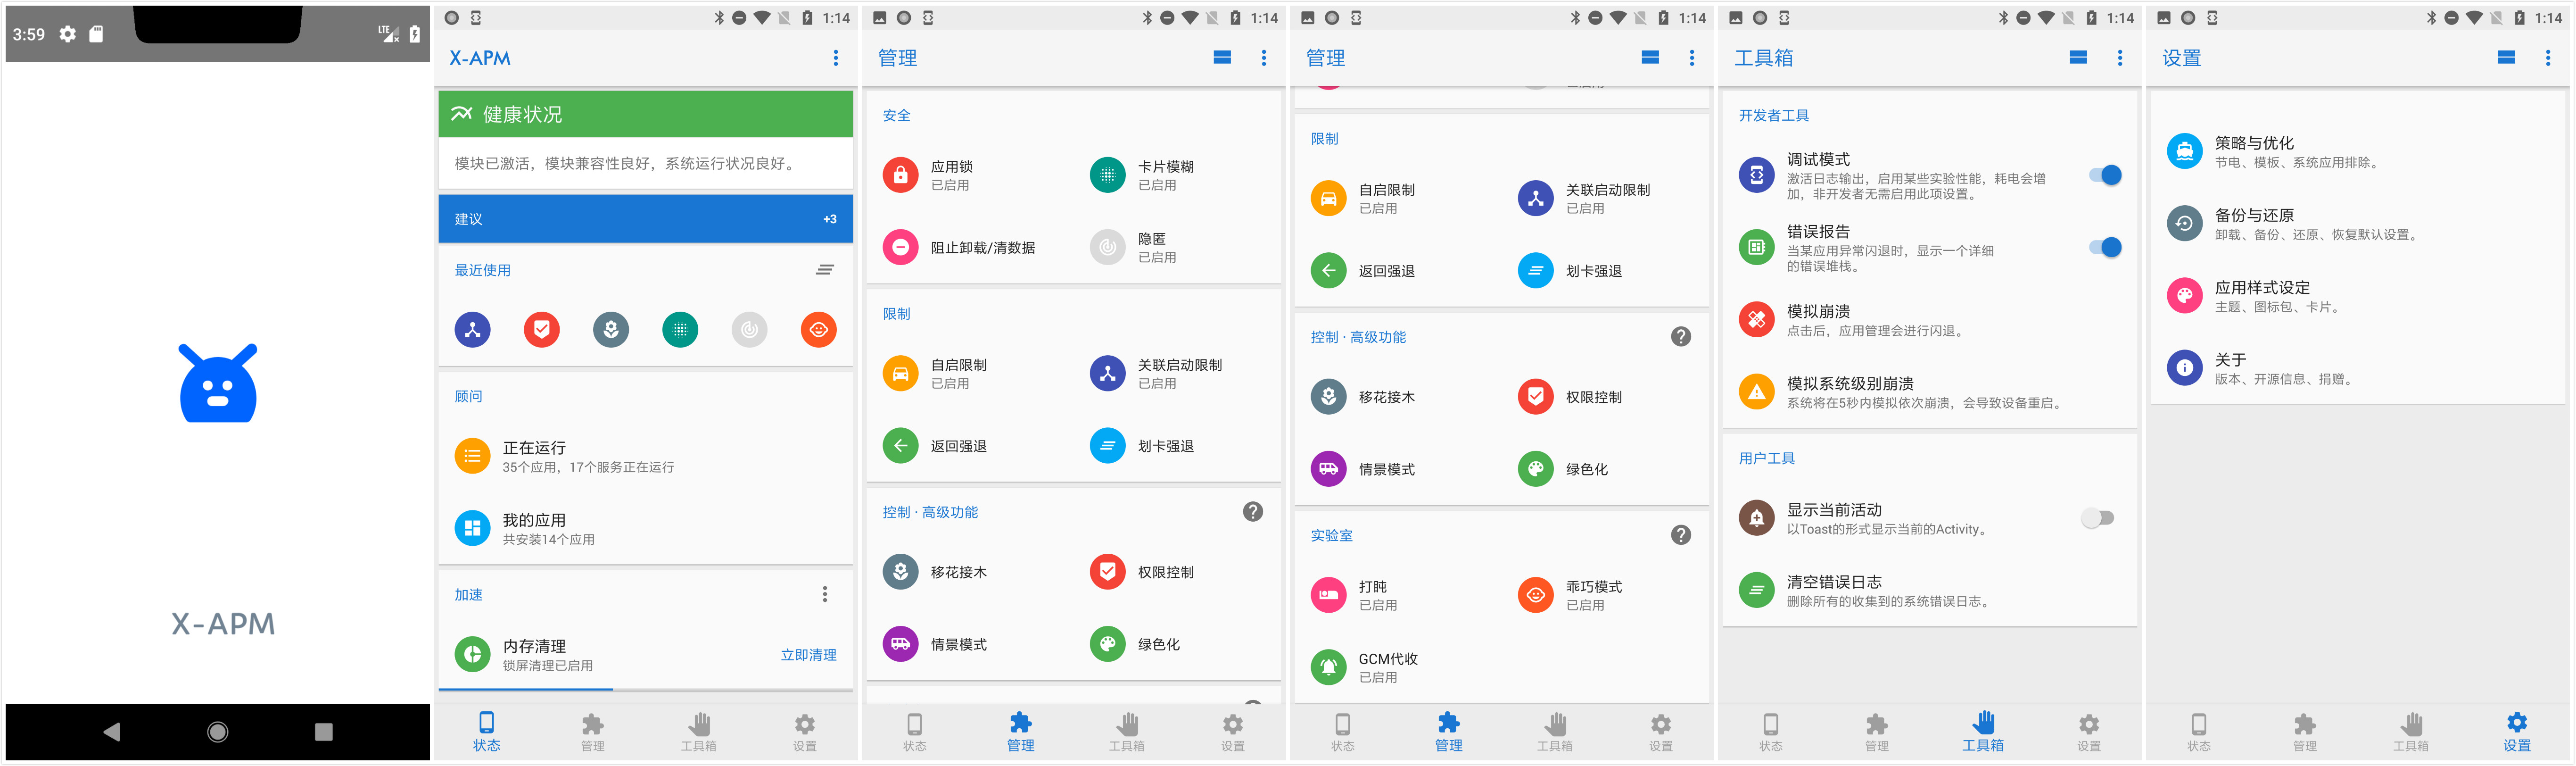 3:59
LTE
X-APM
1:14
X-APM
健康状况
模块已激活，模块兼容性良好，系统运行状况良好。
建议
+3
最近使用
顾问
正在运行
35个应用，17个服务正在运行
我的应用
共安装14个应用
加速
内存清理
锁屏清理已启用
立即清理
状态
管理
工具箱
设置
1:14
管理
安全
应用锁
已启用
卡片模糊
已启用
阻止卸载/清数据
隐匿
已启用
限制
自启限制
已启用
关联启动限制
已启用
返回强退
划卡强退
控制 · 高级功能
移花接木
权限控制
情景模式
绿色化
状态
管理
工具箱
设置
1:14
管理
已启用
限制
自启限制
已启用
关联启动限制
已启用
返回强退
划卡强退
控制 · 高级功能
移花接木
权限控制
情景模式
绿色化
实验室
打盹
已启用
乖巧模式
已启用
GCM代收
已启用
状态
管理
工具箱
设置
1:14
工具箱
开发者工具
调试模式
激活日志输出，启用某些实验性能，耗电会增
加，非开发者无需启用此项设置。
错误报告
当某应用异常闪退时，显示一个详细
的错误堆栈。
模拟崩溃
点击后，应用管理会进行闪退。
模拟系统级别崩溃
系统将在5秒内模拟依次崩溃，会导致设备重启。
用户工具
显示当前活动
以Toast的形式显示当前的Activity。
清空错误日志
删除所有的收集到的系统错误日志。
状态
管理
工具箱
设置
1:14
设置
策略与优化
节电、模板、系统应用排除。
备份与还原
卸载、备份、还原、恢复默认设置。
应用样式设定
主题、图标包、卡片。
关于
版本、开源信息、捐赠。
状态
管理
工具箱
设置